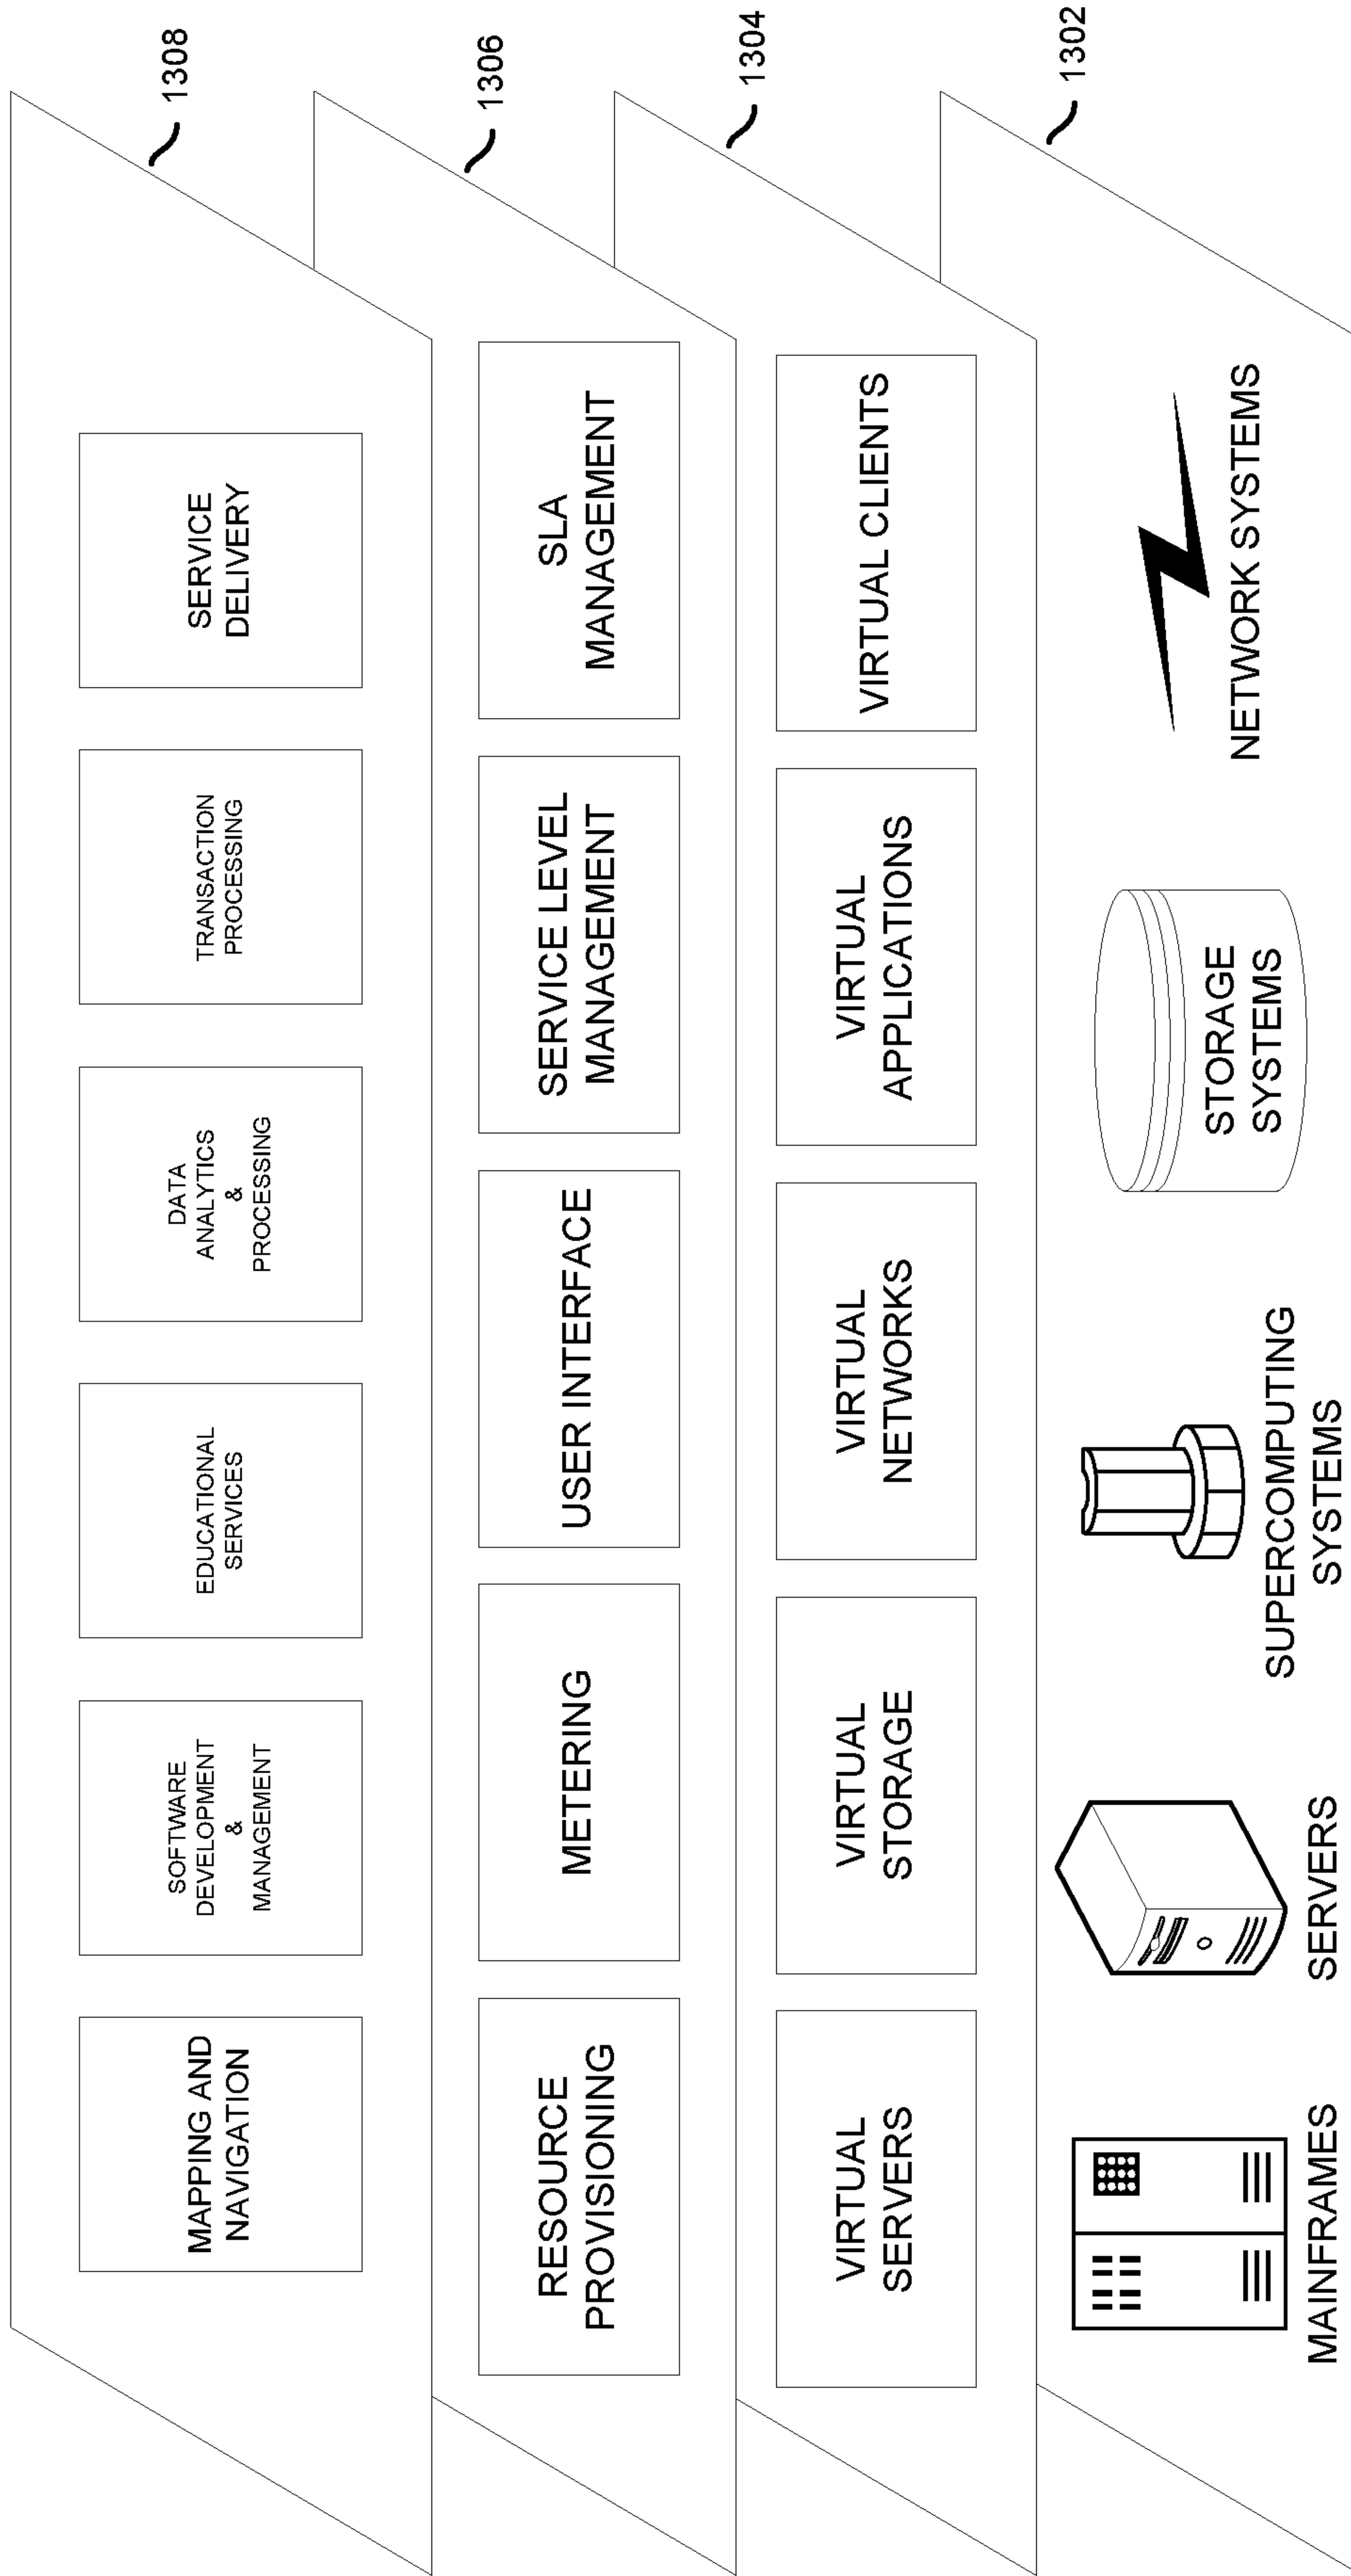 MAPPING AND
NAVIGATION
SOFTWARE
DEVELOPMENT
&
MANAGEMENT
EDUCATIONAL
SERVICES
DATA
ANALYTICS
&
PROCESSING
TRANSACTION
PROCESSING
SERVICE
DELIVERY
1308
RESOURCE
PROVISIONING
METERING
USER INTERFACE
SERVICE LEVEL
MANAGEMENT
SLA
MANAGEMENT
1306
VIRTUAL
SERVERS
VIRTUAL
STORAGE
VIRTUAL
NETWORKS
VIRTUAL
APPLICATIONS
VIRTUAL CLIENTS
1304
MAINFRAMES
SERVERS
SUPERCOMPUTING
SYSTEMS
STORAGE
SYSTEMS
NETWORK SYSTEMS
1302